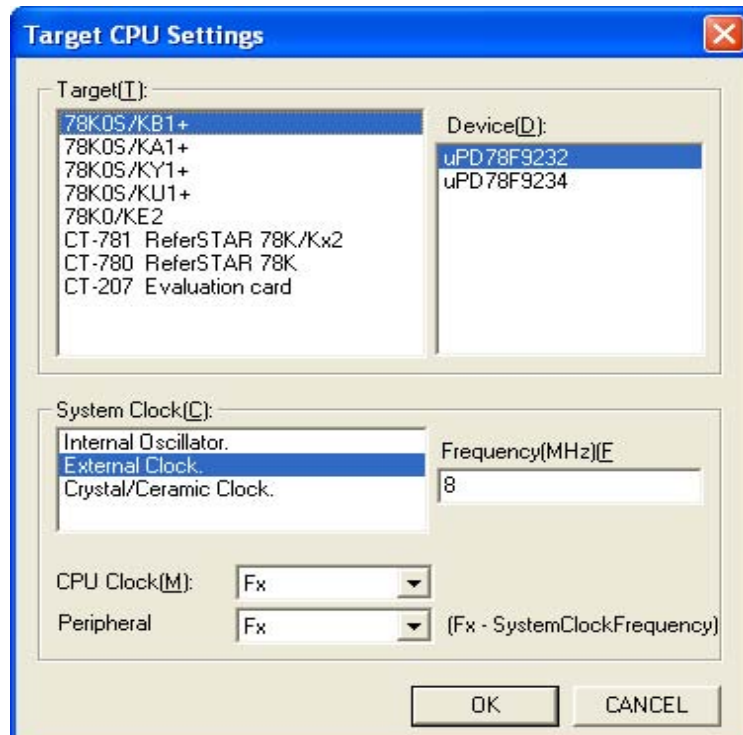 Target CPU Settings
Target(T):
78K0S/KB1+
78K0S/KA1+
78K0S/KY1+
78K0S/KU1+
78K0/KE2
CT-781 ReferSTAR 78K/Kx2
CT-780 ReferSTAR 78K
CT-207 Evaluation card
Device(D):
uPD78F9232
uPD78F9234
System Clock(C):
Internal Oscillator.
External Clock.
Crystal/Ceramic Clock.
Frequency(MHz)(F
8
CPU Clock(M): Fx
Peripheral Fx (Fx - SystemClockFrequency)
OK CANCEL